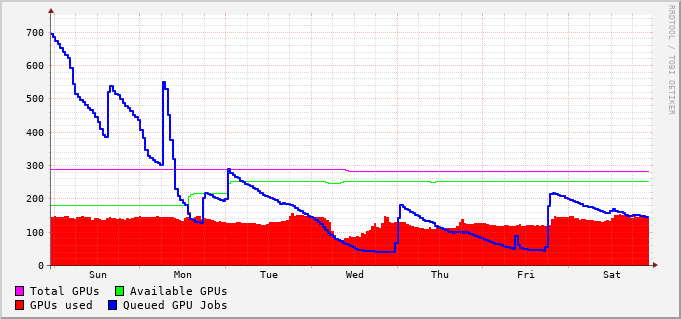 700
600
500
400
300
200
100
0
Sun Mon Tue Wed Thu Fri Sat
Total GPUs Available GPUs
GPUs used Queued GPU Jobs
RRDTOOL / TOBI OETIKER